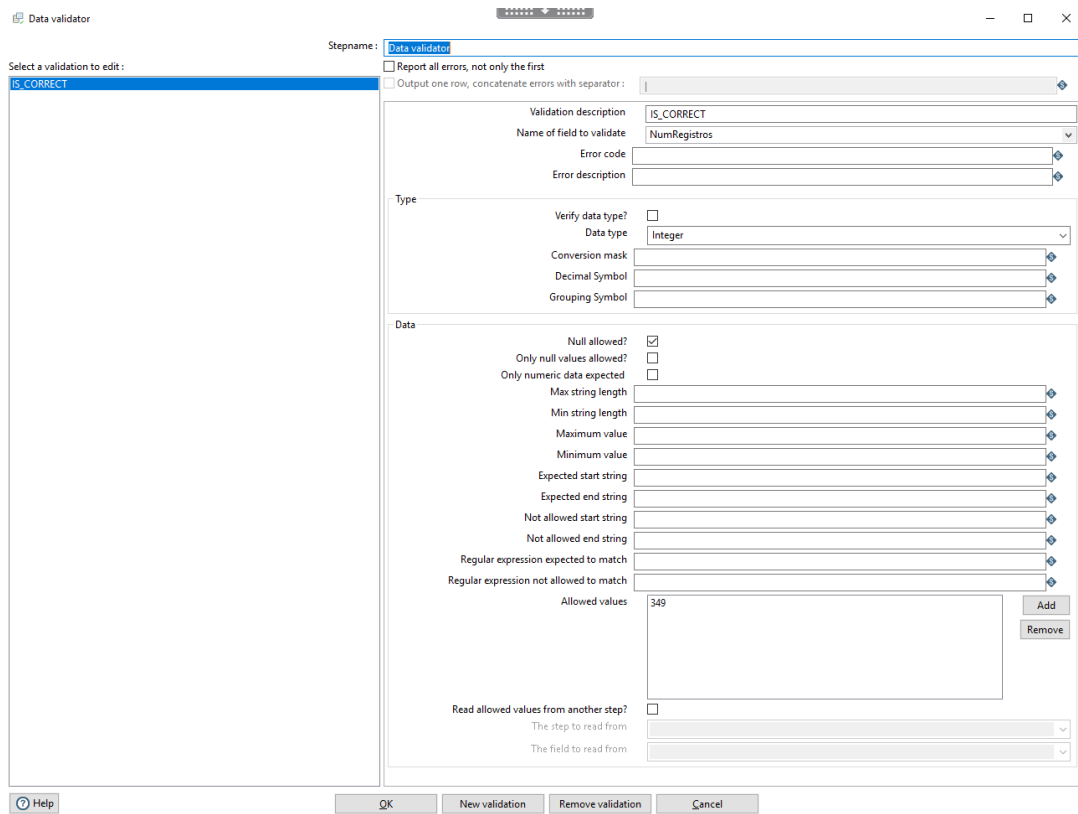 Data validator
Stepname : Data validator
Select a validation to edit :
IS_CORRECT
Report all errors, not only the first
Output one row, concatenate errors with separator : |
Validation description IS_CORRECT
Name of field to validate NumRegistros
Error code
Error description
Type
Verify data type?
Data type Integer
Conversion mask
Decimal Symbol
Grouping Symbol
Data
Null allowed?
Only null values allowed?
Only numeric data expected
Max string length
Min string length
Maximum value
Minimum value
Expected start string
Expected end string
Not allowed start string
Not allowed end string
Regular expression expected to match
Regular expression not allowed to match
Allowed values 349 Add
Remove
Read allowed values from another step?
The step to read from
The field to read from
Help OK New validation Remove validation Cancel